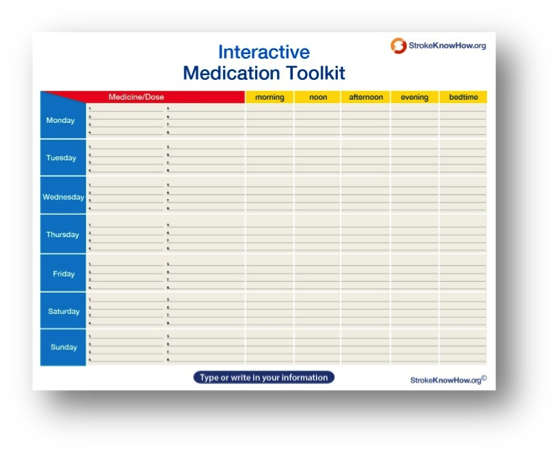 Interactive
StrokeKnowHow.org
Medication Toolkit
Medicine/Dose morning noon afternoon evening bedtime
Monday
1. 5.
2. 6.
3. 7.
4. 8.
Tuesday
1. 5.
2. 6.
3. 7.
4. 8.
Wednesday
1. 5.
2. 6.
3. 7.
4. 8.
Thursday
1. 5.
2. 6.
3. 7.
4. 8.
Friday
1. 5.
2. 6.
3. 7.
4. 8.
Saturday
1. 5.
2. 6.
3. 7.
4. 8.
Sunday
1. 5.
2. 6.
3. 7.
4. 8.
Type or write in your information
StrokeKnowHow.org©